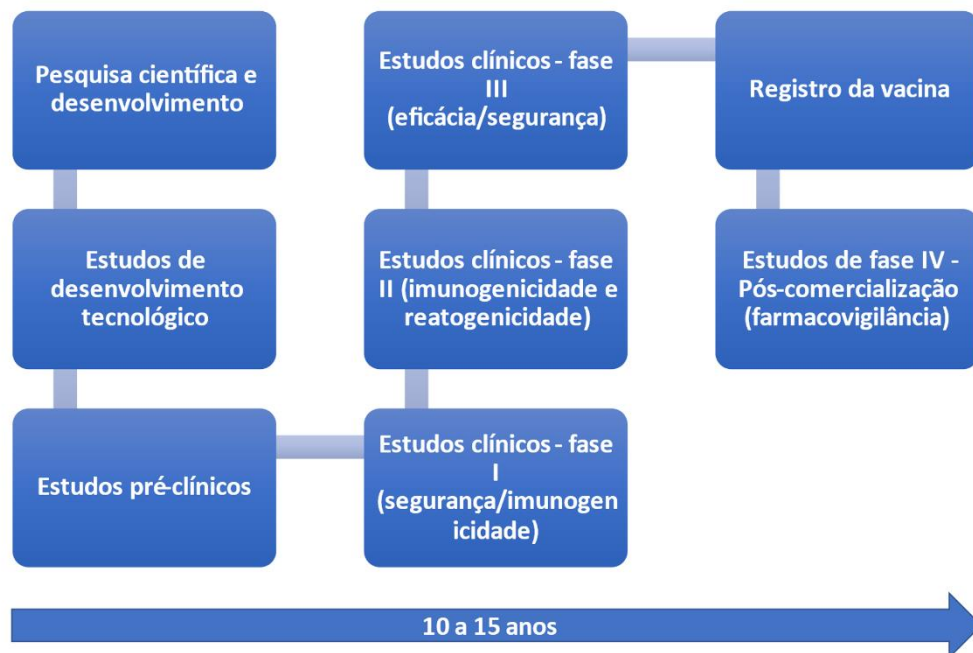 Pesquisa científica e
desenvolvimento
Estudos de
desenvolvimento
tecnológico
Estudos pré-clínicos
Estudos clínicos - fase
I
(segurança/imunogen
icidade)
Estudos clínicos - fase
II (imunogenicidade e
reatogenicidade)
Estudos clínicos - fase
III
(eficácia/segurança)
Registro da vacina
Estudos de fase IV -
Pós-comercialização
(farmacovigilância)
10 a 15 anos